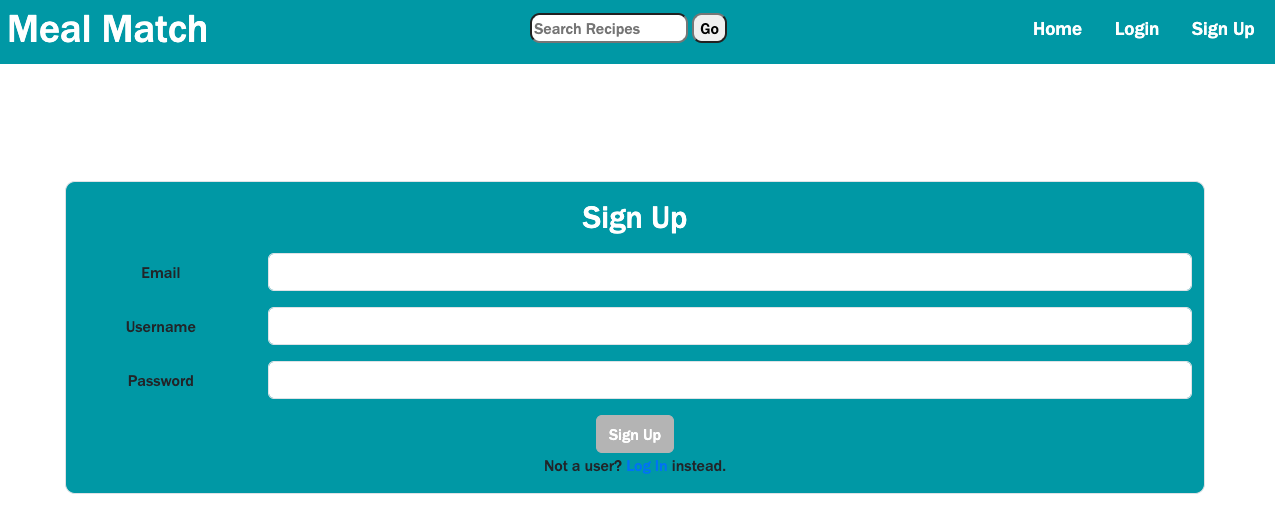 Meal Match Search Recipes Go Home Login Sign Up
Sign Up
Email
Username
Password
Sign Up
Not a user? Log In instead.